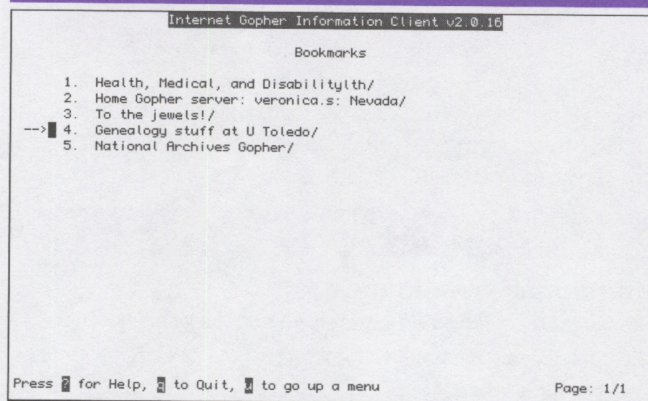 Internet Gopher Information Client v2.0.16
Bookmarks
1. Health, Medical, and Disabilitylth/
2. Home Gopher server: veronica.s: Nevada/
3. To the jewels!/
--> 4. Genealogy stuff at U Toledo/
5. National Archives Gopher/
Press ? for Help, q to Quit, u to go up a menu Page: 1/1